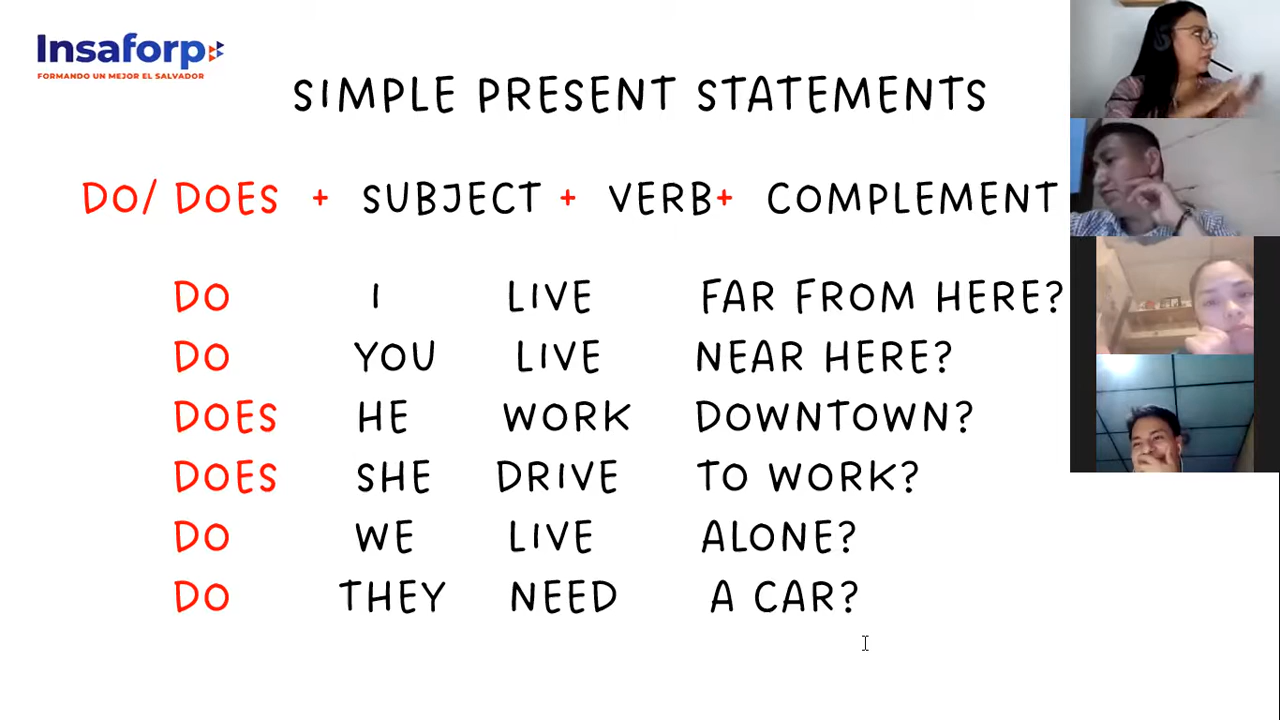 Insaforp
FORMANDO UN MEJOR EL SALVADOR
SIMPLE PRESENT STATEMENTS
DO/ DOES + SUBJECT + VERB+ COMPLEMENT
DO I LIVE FAR FROM HERE?
DO YOU LIVE NEAR HERE?
DOES HE WORK DOWNTOWN?
DOES SHE DRIVE TO WORK?
DO WE LIVE ALONE?
DO THEY NEED A CAR?